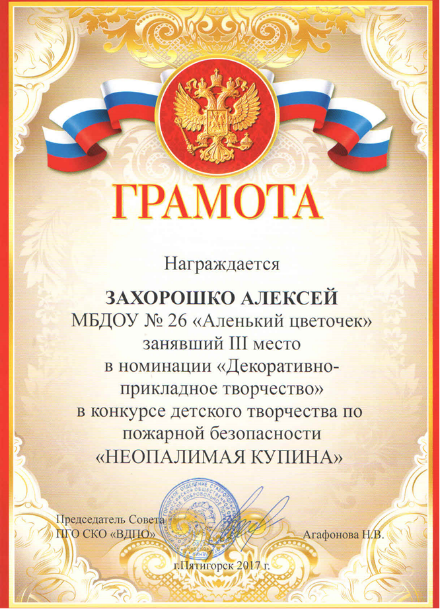 ГРАМОТА
Награждается
ЗАХОРОШКО АЛЕКСЕЙ
МБДОУ № 26 «Аленький цветочек»
занявший III место
в номинации «Декоративно-
прикладное творчество»
в конкурсе детского творчества по
пожарной безопасности
«НЕОПАЛИМАЯ КУПИНА»
Председатель Совета
ПГО СКО «ВДПО»
Агафонова Н.В.
г.Пятигорск 2017 г.